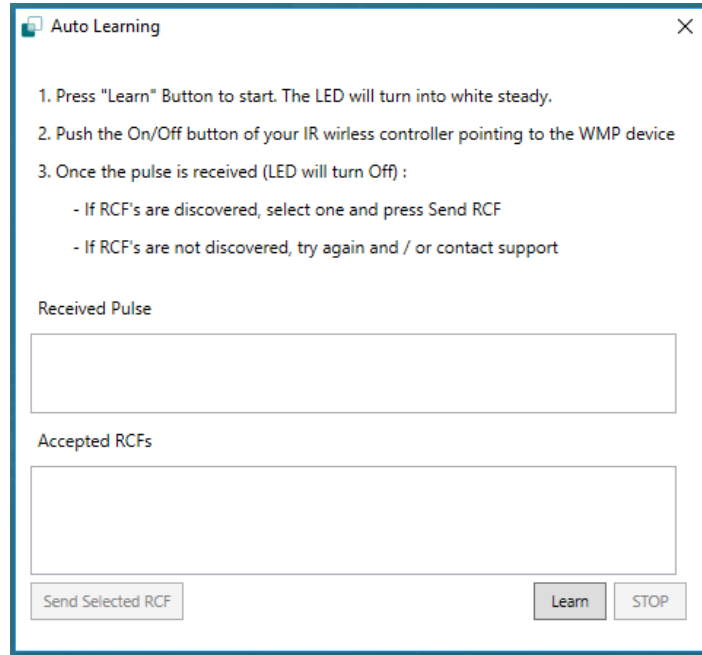 Auto Learning
1. Press "Learn" Button to start. The LED will turn into white steady.
2. Push the On/Off button of your IR wirless controller pointing to the WMP device
3. Once the pulse is received (LED will turn Off) :
- If RCF's are discovered, select one and press Send RCF
- If RCF's are not discovered, try again and / or contact support
Received Pulse
Accepted RCFs
Send Selected RCF
Learn
STOP